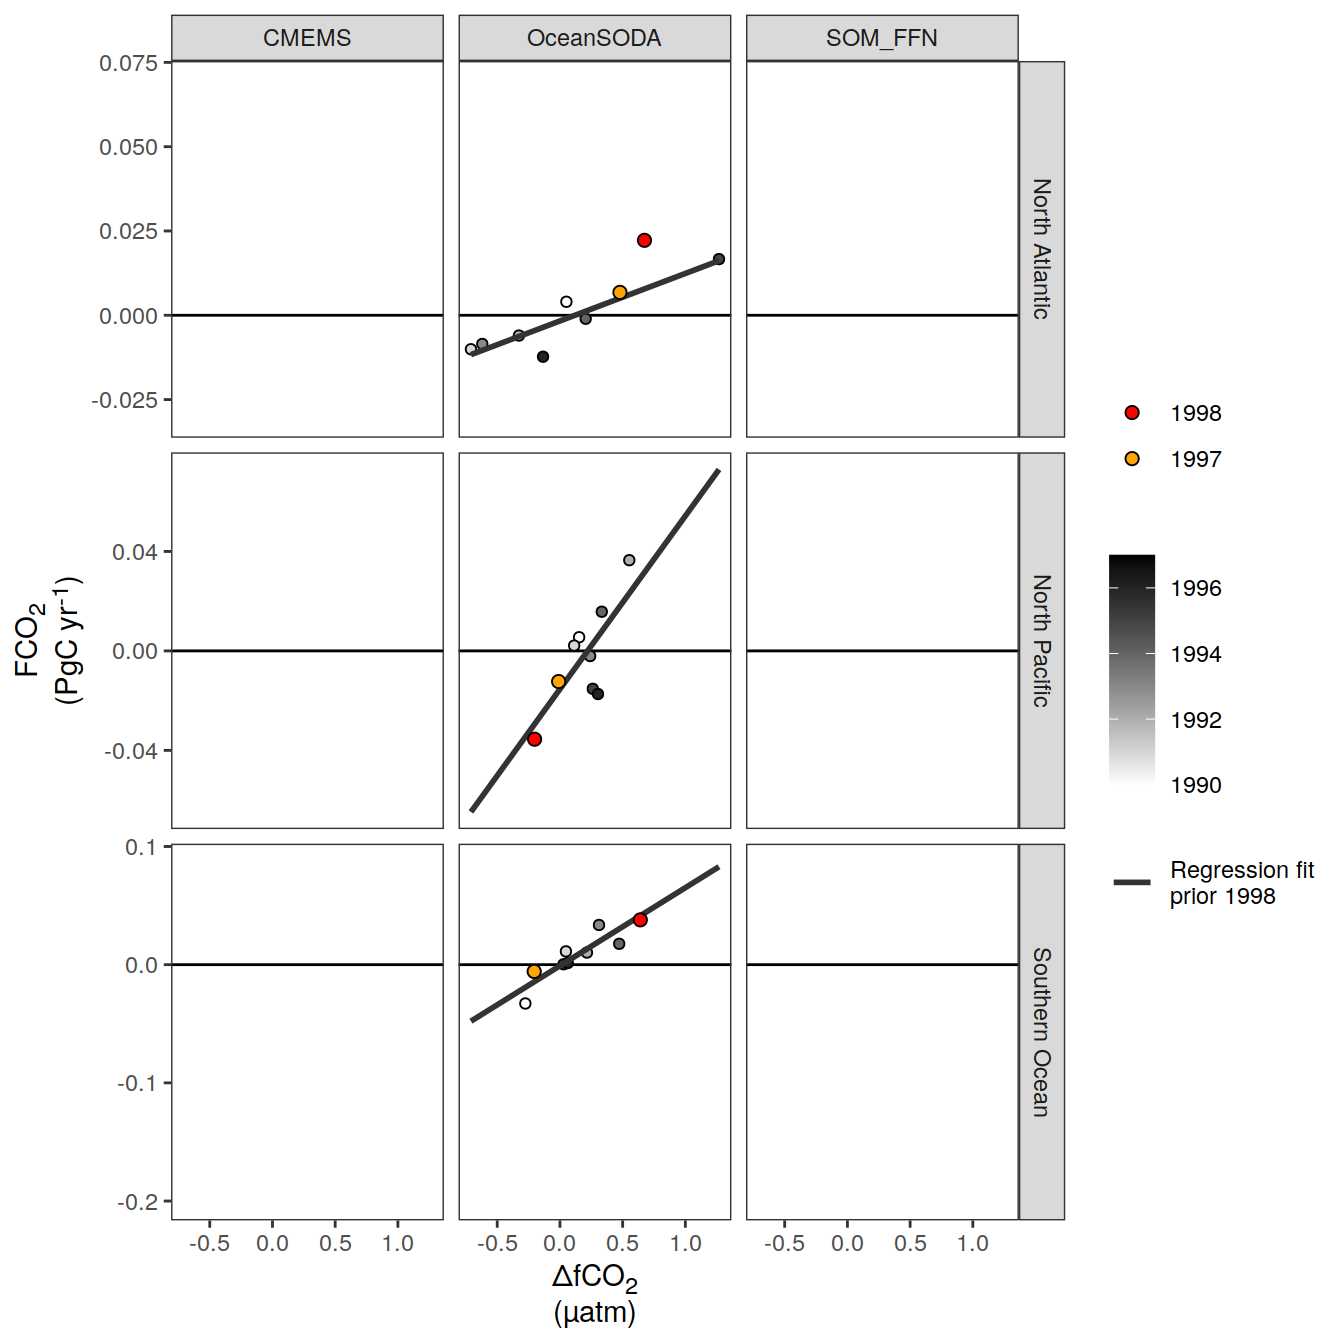 CMEMS OceanSODA SOM_FFN
0.075
0.050
0.025
0.000
-0.025
North Atlantic
0.04
0.00
-0.04
North Pacific
0.1
0.0
-0.1
-0.2
Southern Ocean
-0.5 0.0 0.5 1.0 -0.5 0.0 0.5 1.0 -0.5 0.0 0.5 1.0
ΔfCO₂
(µatm)
FCO₂
(PgC yr⁻¹)
1998
1997
1996
1994
1992
1990
Regression fit
prior 1998